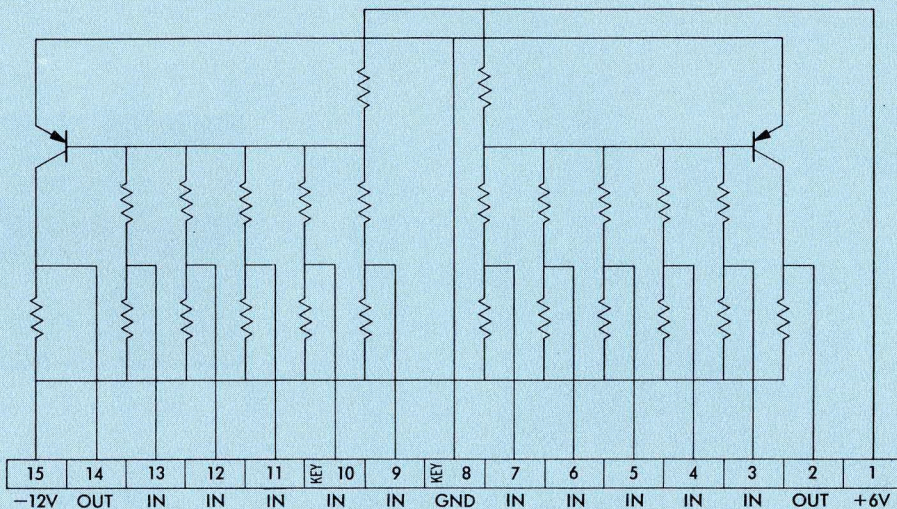 15 14 13 12 11 KEY 10 9 KEY 8 7 6 5 4 3 2 1
−12V OUT IN IN IN IN IN GND IN IN IN IN IN OUT +6V